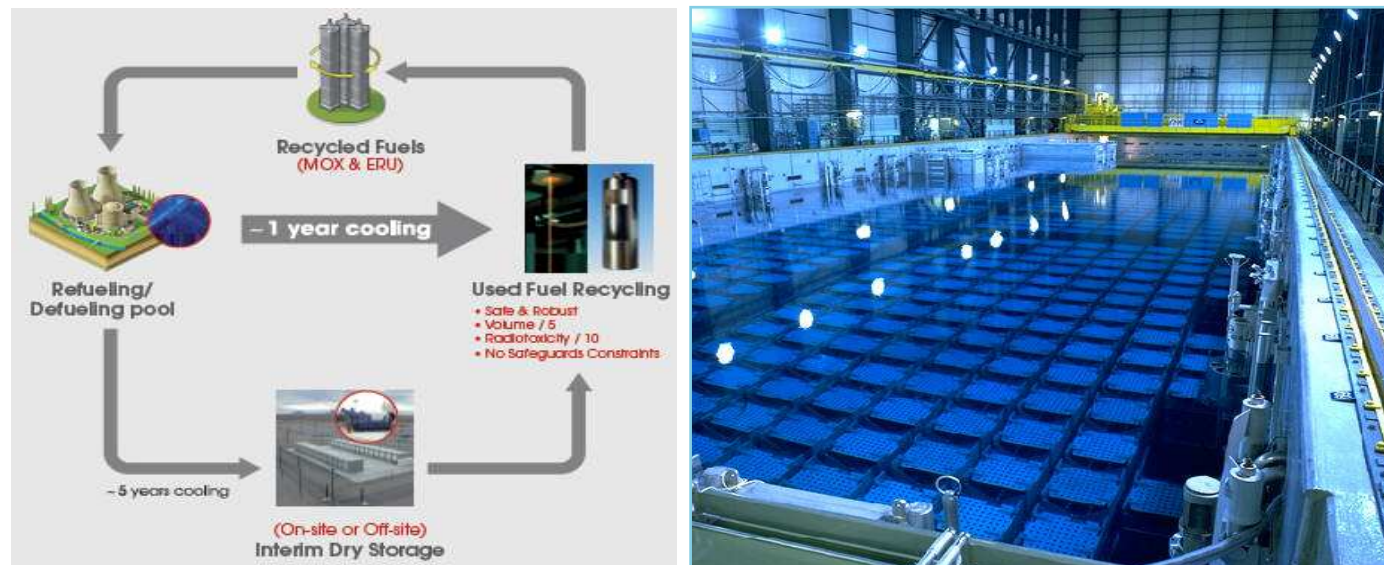 Recycled Fuels
(MOX & ERU)
~ 1 year cooling
Refueling/
Defueling pool
Used Fuel Recycling
• Safe & Robust
• Volume / 5
• Radiotoxicity / 10
• No Safeguards Constraints
~ 5 years cooling
(On-site or Off-site)
Interim Dry Storage